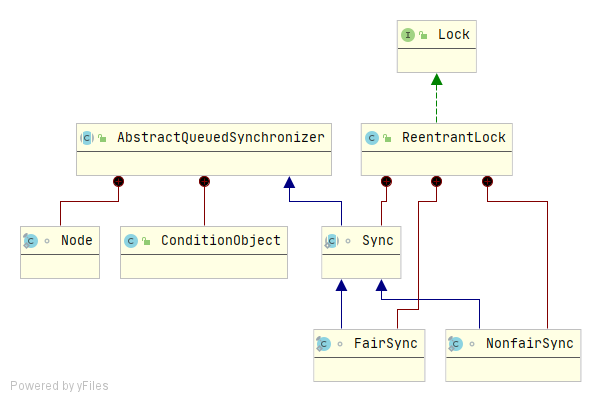 Lock
AbstractQueuedSynchronizer
ReentrantLock
Node
ConditionObject
Sync
FairSync
NonfairSync
Powered by yFiles